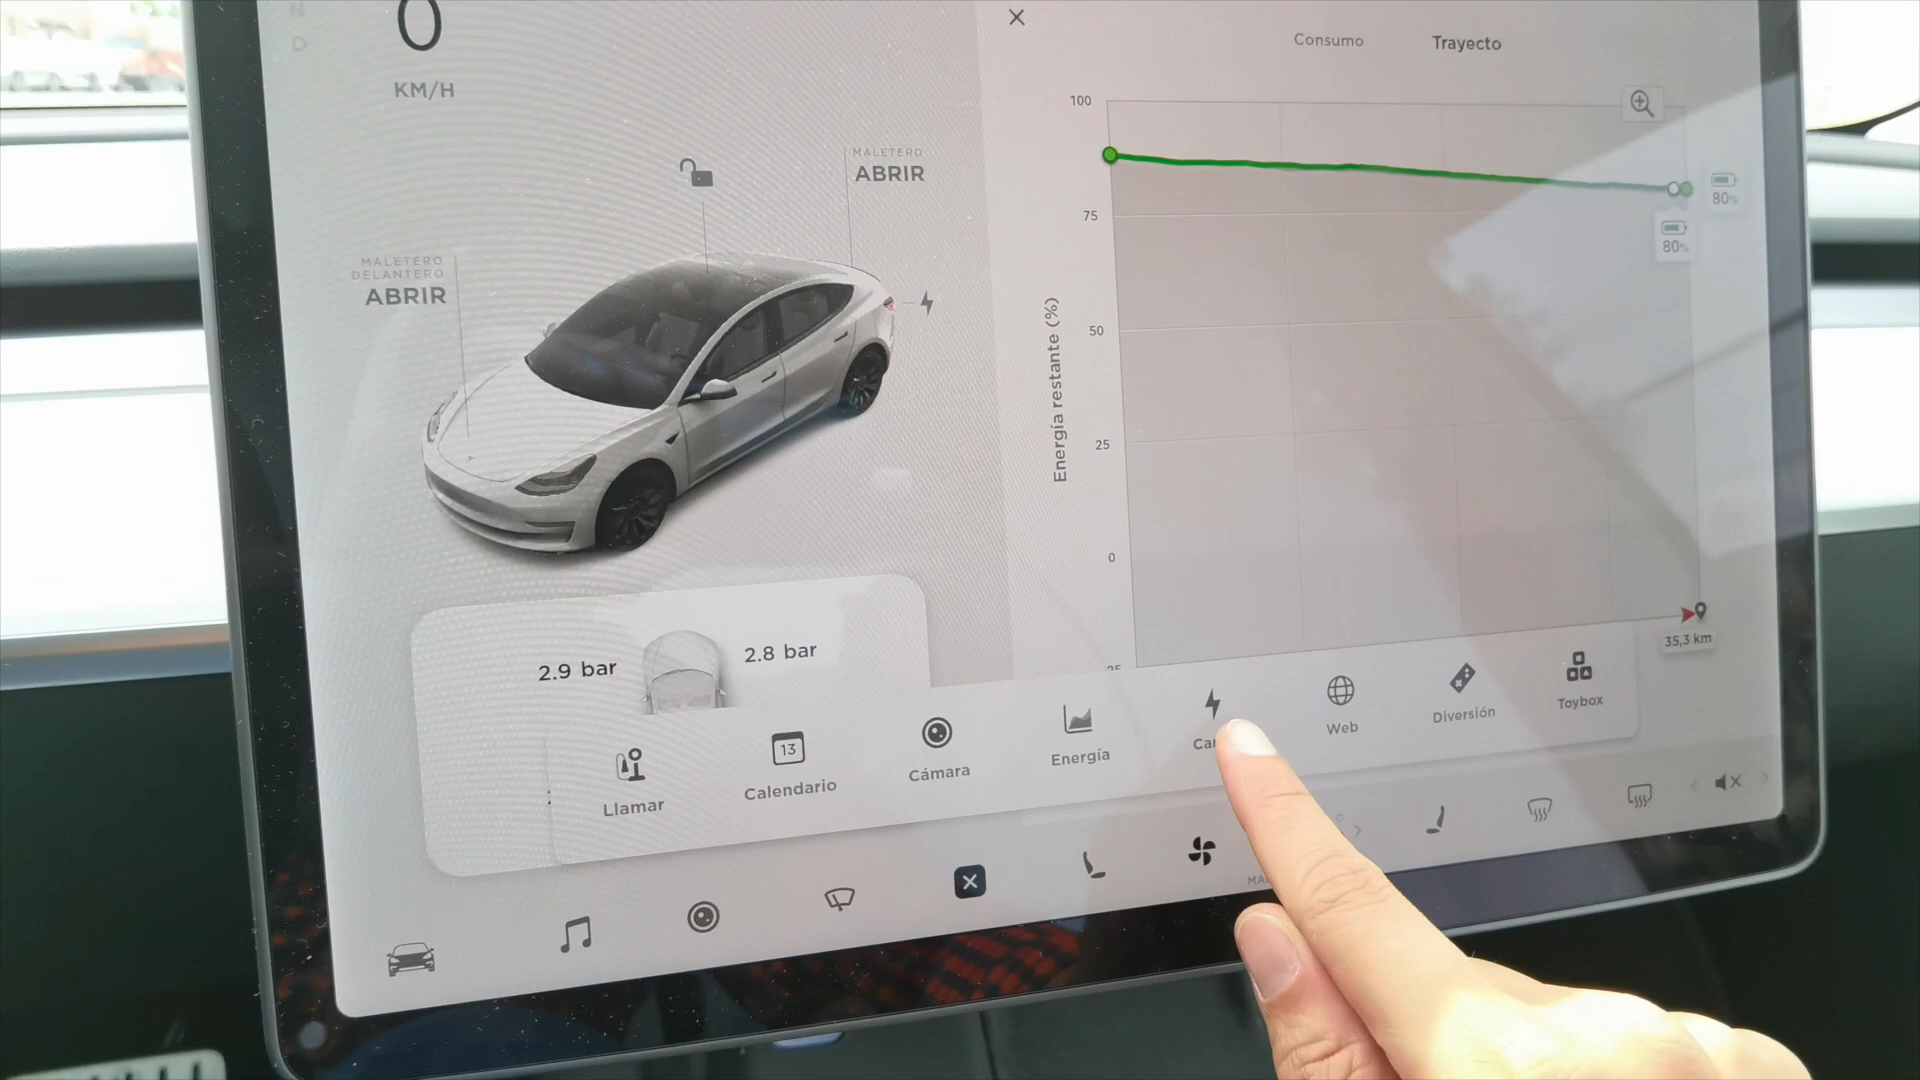 N
D
0
KM/H
MALETERO
ABRIR
MALETERO
DELANTERO
ABRIR
2.9 bar
2.8 bar
Consumo
Trayecto
100
75
50
25
0
Energía restante (%)
80%
80%
35,3 km
Llamar
13
Calendario
Cámara
Energía
Web
Diversión
Toybox